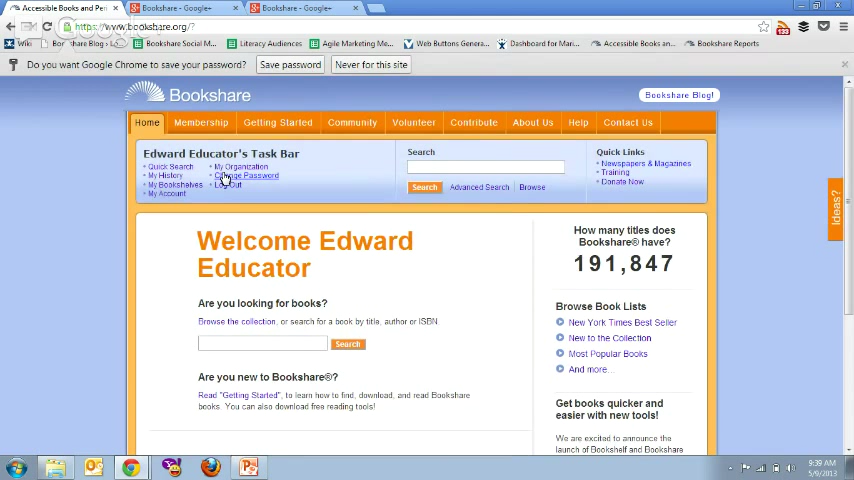 Accessible Books and Peri
Bookshare - Google+
Bookshare - Google+
https://www.bookshare.org/?
Google
133
Wiki
Bookshare Blog
Bookshare Social M...
Literacy Audiences
Agile Marketing Me...
Web Buttons Genera...
Dashboard for Mari...
Accessible Books an...
Bookshare Reports
Do you want Google Chrome to save your password?
Save password
Never for this site
Bookshare
Bookshare Blog!
Home
Membership
Getting Started
Community
Volunteer
Contribute
About Us
Help
Contact Us
Edward Educator's Task Bar
Quick Search
My Organization
My History
Change Password
My Bookshelves
Log Out
My Account
Search
Search
Advanced Search
Browse
Quick Links
Newspapers & Magazines
Training
Donate Now
Ideas?
Welcome Edward
Educator
Are you looking for books?
Browse the collection, or search for a book by title, author or ISBN.
Search
Are you new to Bookshare®?
Read "Getting Started", to learn how to find, download, and read Bookshare
books. You can also download free reading tools!
How many titles does
Bookshare® have?
191,847
Browse Book Lists
New York Times Best Seller
New to the Collection
Most Popular Books
And more...
Get books quicker and
easier with new tools!
We are excited to announce the
launch of Bookshelf and Bookshare
9:39 AM
5/9/2013